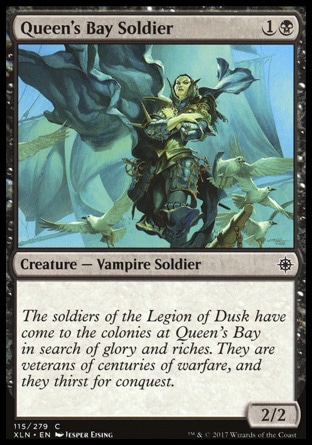 Queen's Bay Soldier 1
Creature — Vampire Soldier
The soldiers of the Legion of Dusk have
come to the colonies at Queen's Bay
in search of glory and riches. They are
veterans of centuries of warfare, and
they thirst for conquest.
2/2
115/279 C
XLN • EN Jesper Ejsing
™ & © 2017 Wizards of the Coast